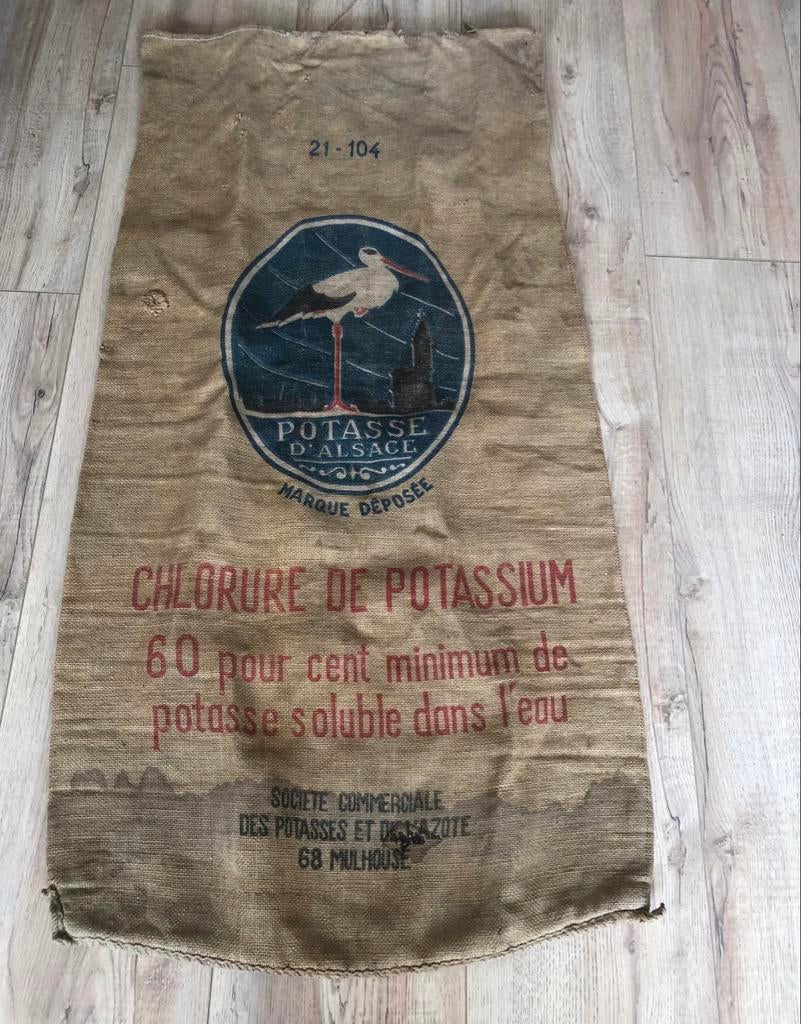 21 - 104
POTASSE
D'ALSACE
MARQUE DÉPOSÉE
CHLORURE DE POTASSIUM
60 pour cent minimum de
potasse soluble dans l'eau
SOCIETE COMMERCIALE
DES POTASSES ET DE L'AZOTE
68 MULHOUSE